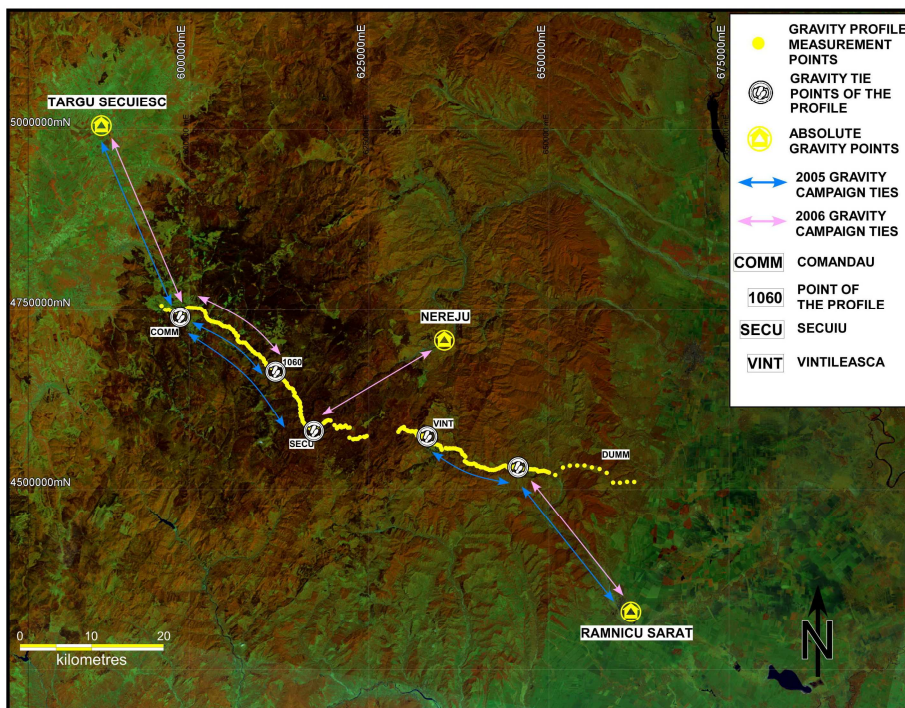 600000mE
625000mE
650000mE
675000mE
TARGU SECUIESC
5000000mN
4750000mN
COMM
1060
NEREJU
SECU
VINT
DUMM
4500000mN
RAMNICU SARAT
0 10 20
kilometres
N
GRAVITY PROFILE
MEASUREMENT
POINTS
GRAVITY TIE
POINTS OF THE
PROFILE
ABSOLUTE
GRAVITY POINTS
2005 GRAVITY
CAMPAIGN TIES
2006 GRAVITY
CAMPAIGN TIES
COMM COMANDAU
1060 POINT OF
THE PROFILE
SECU SECUIU
VINT VINTILEASCA